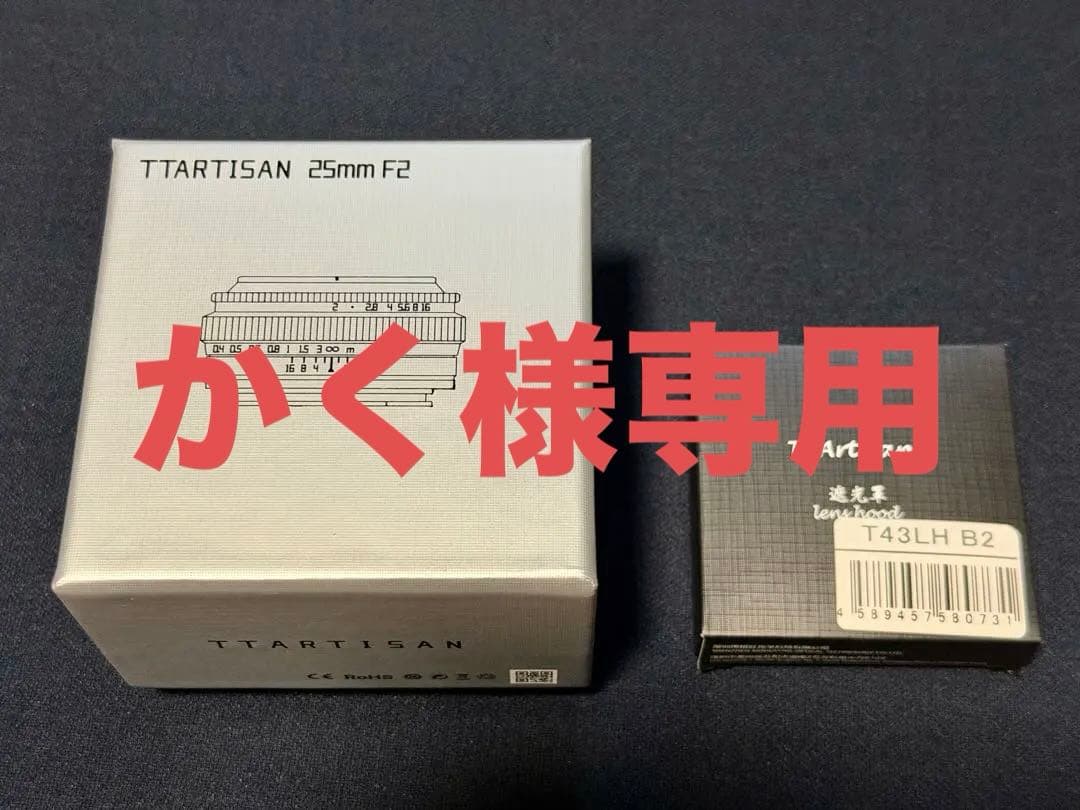 TTARTISAN 25mm F2
2 · 2.8 4 5.6 8 16
0.4 0.5 0.7 0.8 1 1.5 3 ∞ m
16 8 4
かく様専用
TTArtisan
遮光罩
lens hood
T43LH B2
4 589457 580731
TTARTISAN
CE RoHS